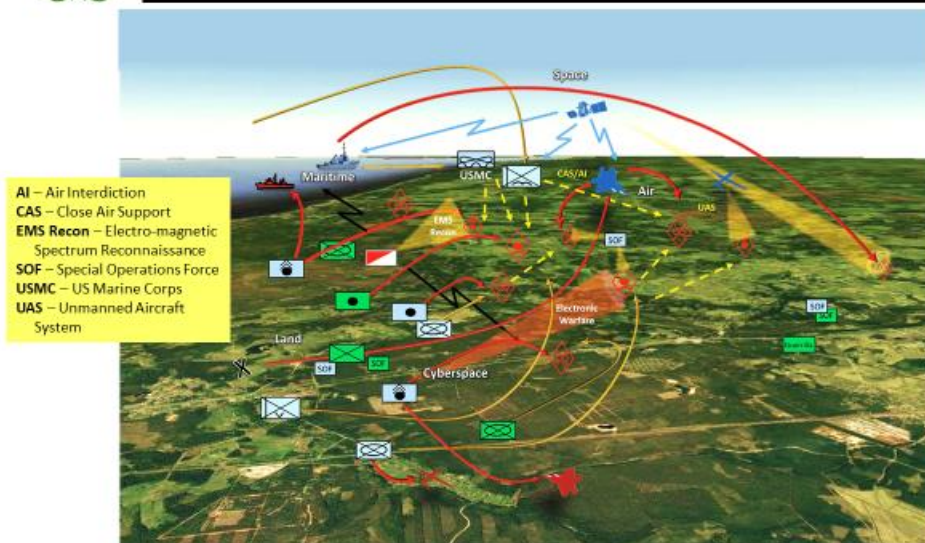 Space
Maritime
USMC
CAS/AI
Air
UAS
EMS
Recon
SOF
AI – Air Interdiction
CAS – Close Air Support
EMS Recon – Electro-magnetic
Spectrum Reconnaissance
SOF – Special Operations Force
USMC – US Marine Corps
UAS – Unmanned Aircraft
System
SOF
SOF
Electronic
Warfare
Land
SOF
SOF
Cyberspace